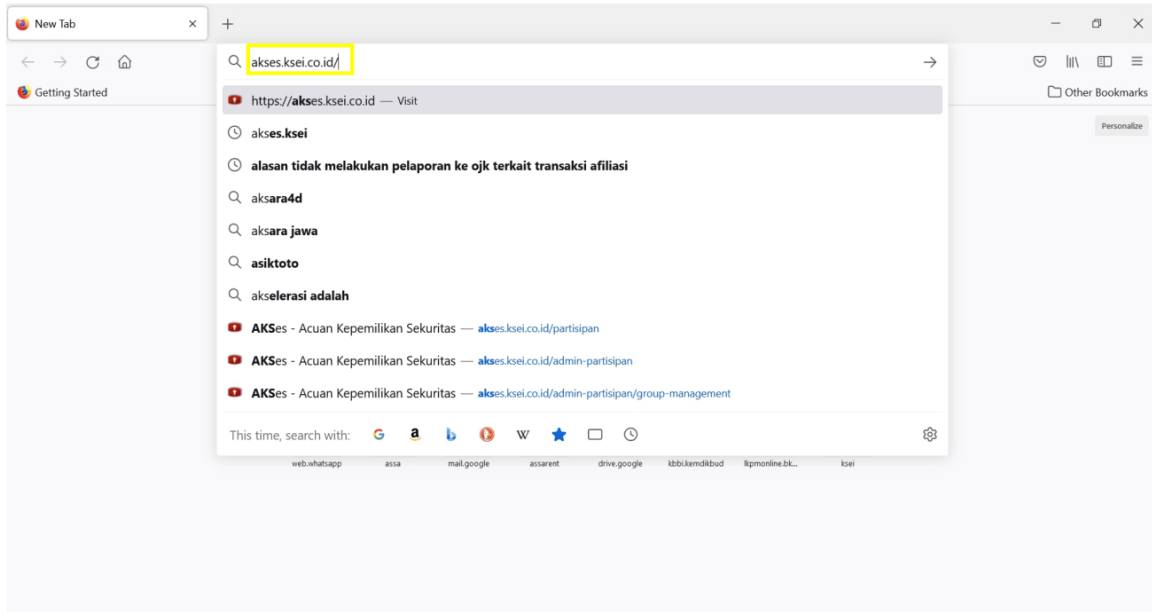 New Tab
akses.ksei.co.id/
Getting Started
Other Bookmarks
https://akses.ksei.co.id — Visit
Personalize
akses.ksei
alasan tidak melakukan pelaporan ke ojk terkait transaksi afiliasi
aksara4d
aksara jawa
asiktoto
akselerasi adalah
AKSes - Acuan Kepemilikan Sekuritas — akses.ksei.co.id/partisipan
AKSes - Acuan Kepemilikan Sekuritas — akses.ksei.co.id/admin-partisipan
AKSes - Acuan Kepemilikan Sekuritas — akses.ksei.co.id/admin-partisipan/group-management
This time, search with:
web.whatsapp assa mail.google assarent drive.google kbbi.kemdikbud lkpmonline.bk... ksei